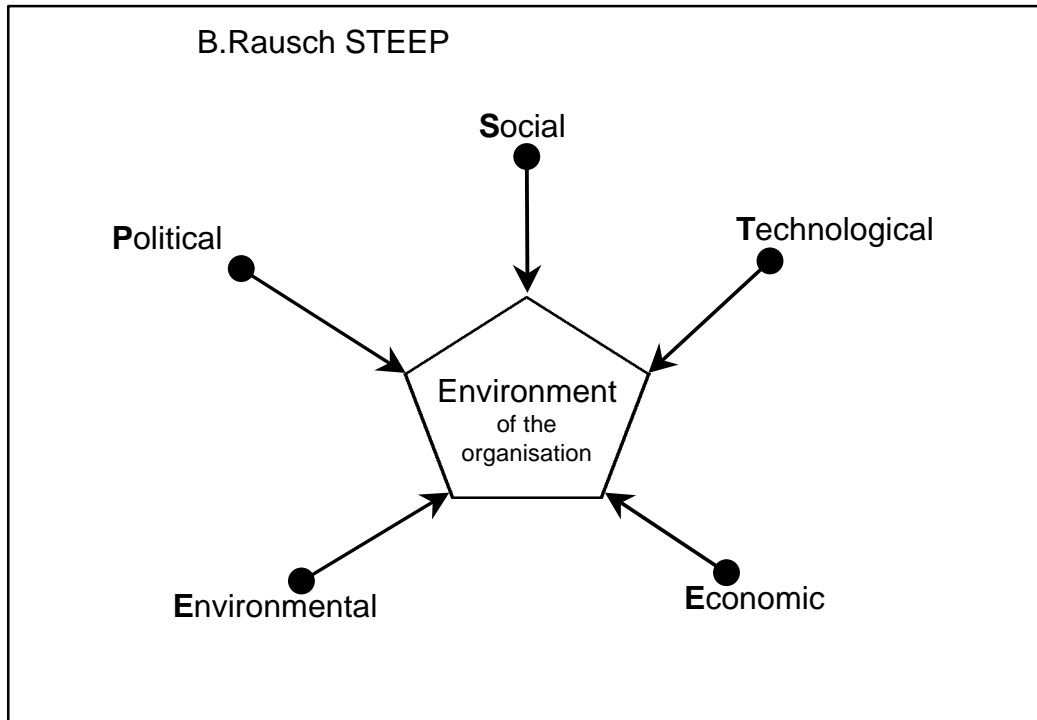 B.Rausch STEEP
Social
Political
Technological
Environment
of the
organisation
Environmental
Economic